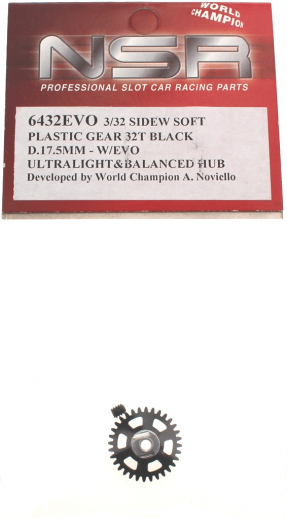 WORLD
CHAMPION
NSR
PROFESSIONAL SLOT CAR RACING PARTS
6432EVO 3/32 SIDEW SOFT
PLASTIC GEAR 32T BLACK
D.17.5MM - W/EVO
ULTRALIGHT&BALANCED HUB
Developed by World Champion A. Noviello